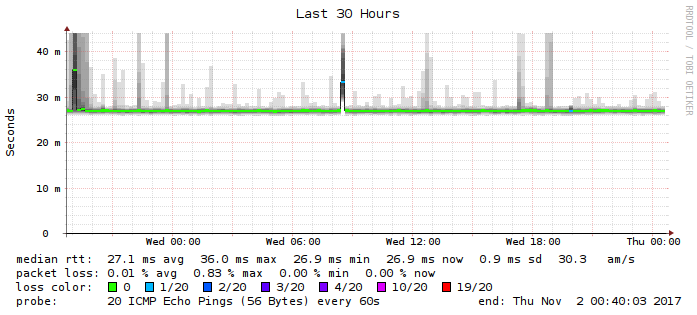 Last 30 Hours
RRDTOOL / TOBI OETIKER
Seconds
40 m
30 m
20 m
10 m
0
Wed 00:00 Wed 06:00 Wed 12:00 Wed 18:00 Thu 00:00
median rtt: 27.1 ms avg 36.0 ms max 26.9 ms min 26.9 ms now 0.9 ms sd 30.3 am/s
packet loss: 0.01 % avg 0.83 % max 0.00 % min 0.00 % now
loss color: 0 1/20 2/20 3/20 4/20 10/20 19/20
probe: 20 ICMP Echo Pings (56 Bytes) every 60s end: Thu Nov 2 00:40:03 2017